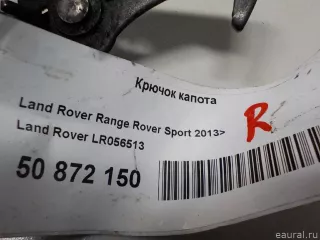 Крючок капота
Land Rover Range Rover Sport 2013>
Land Rover LR056513
50 872 150
R
eaural.ru